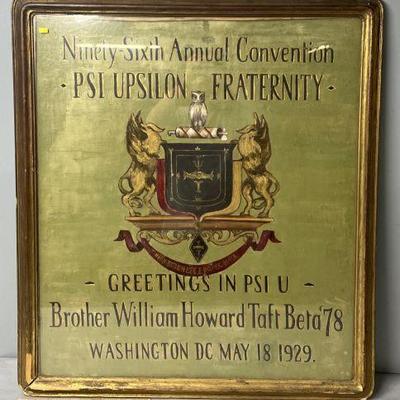 Ninety-Sixth Annual Convention
· PSI UPSILON FRATERNITY ·
- GREETINGS IN PSI U -
Brother William Howard Taft Beta '78
WASHINGTON DC MAY 18 1929.